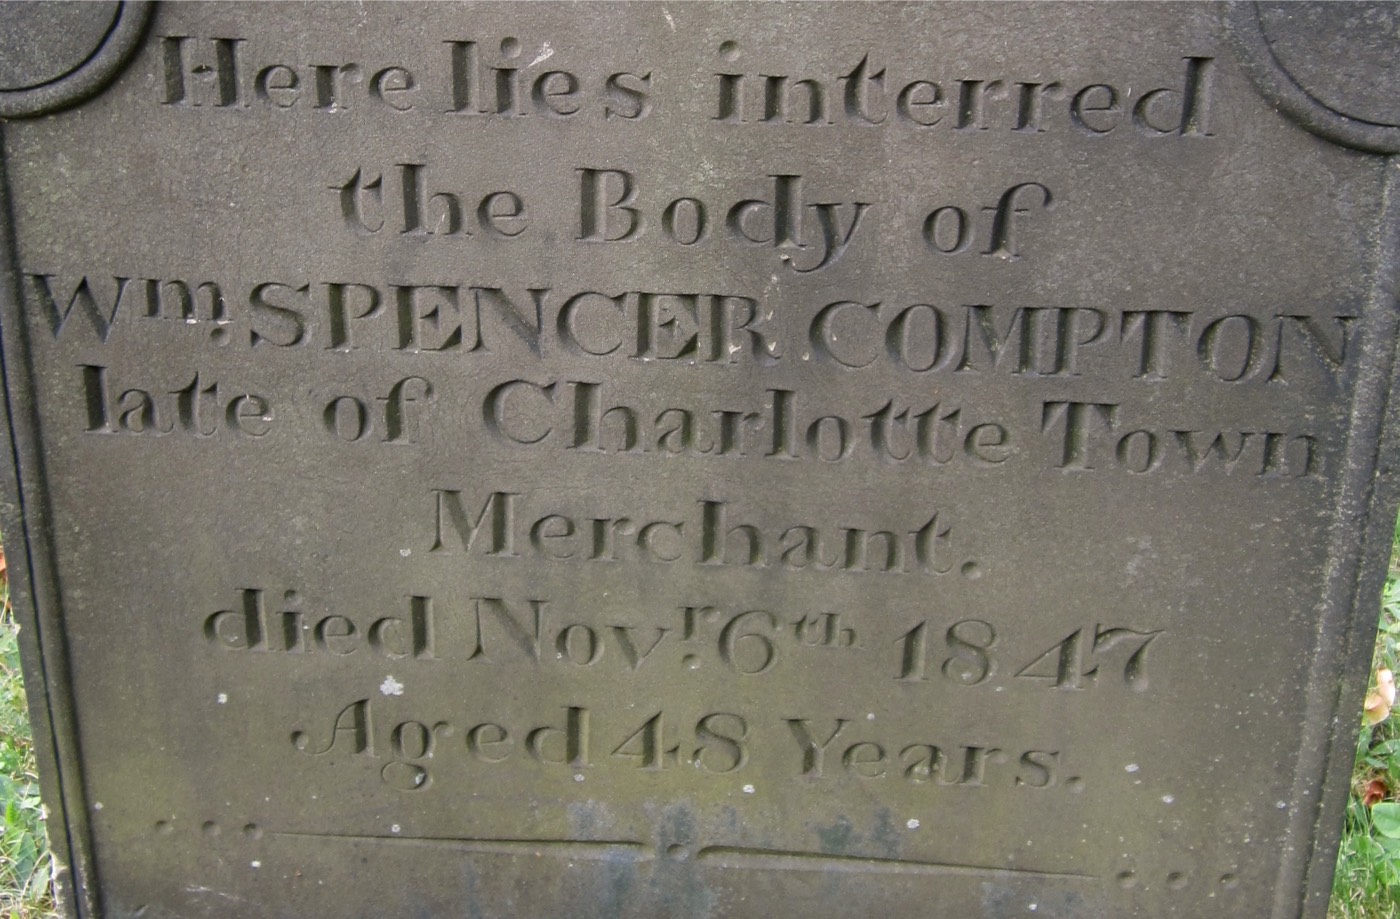 Here lies interred
the Body of
Wm. SPENCER COMPTON
late of Charlotte Town
Merchant.
died Novr. 6th 1847
Aged 48 Years.